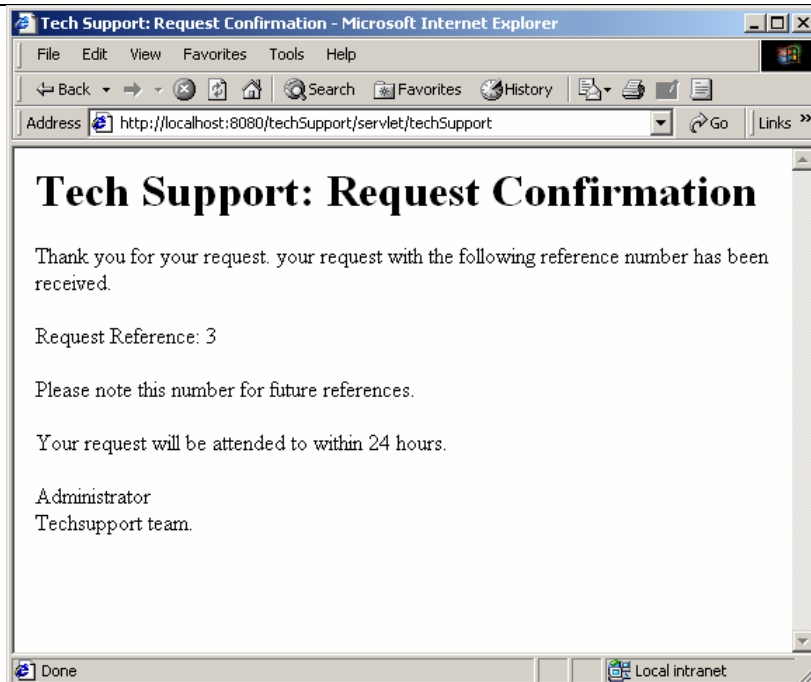 Tech Support: Request Confirmation - Microsoft Internet Explorer
File Edit View Favorites Tools Help
Back Search Favorites History
Address http://localhost:8080/techSupport/servlet/techSupport Go Links »
Tech Support: Request Confirmation
Thank you for your request. your request with the following reference number has been
received.
Request Reference: 3
Please note this number for future references.
Your request will be attended to within 24 hours.
Administrator
Techsupport team.
Done Local intranet